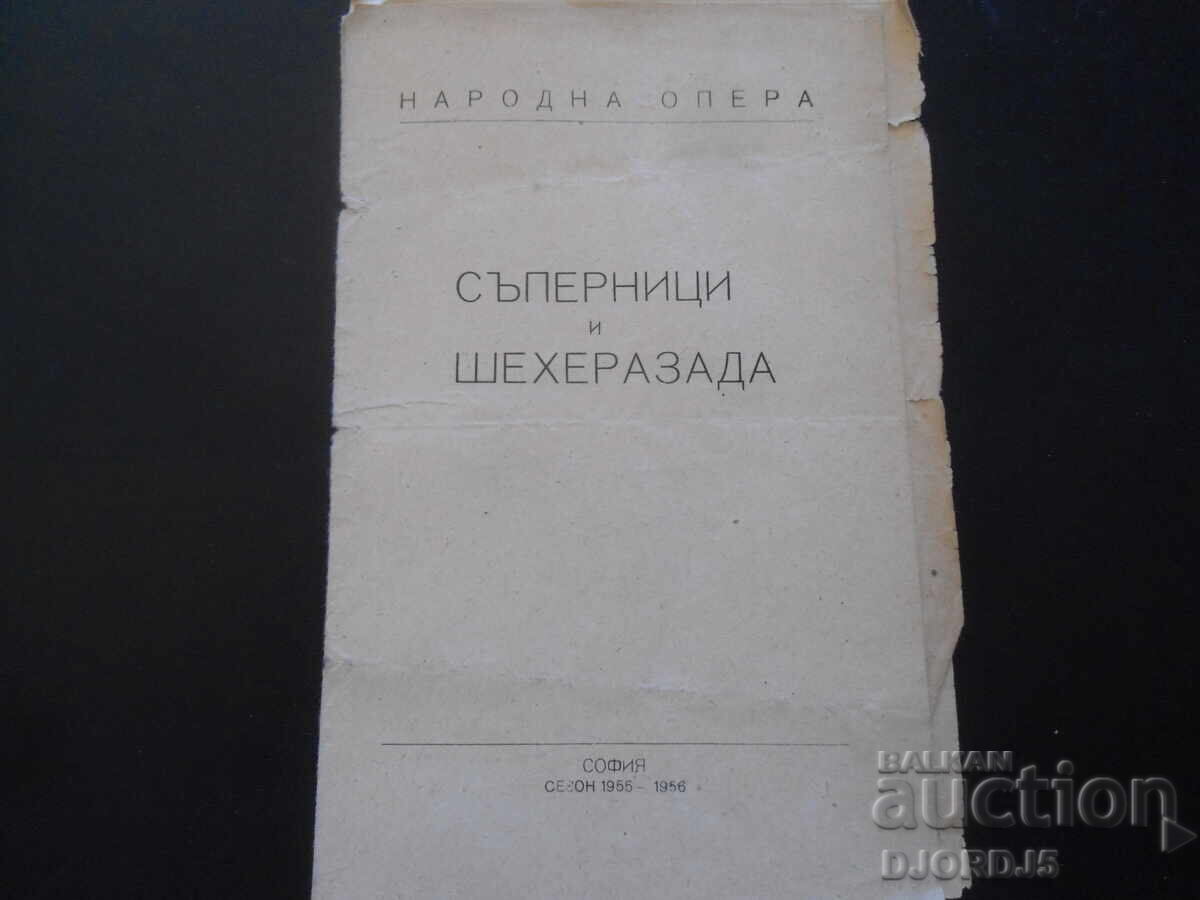 НАРОДНА ОПЕРА
СЪПЕРНИЦИ
и
ШЕХЕРАЗАДА
СОФИЯ
СЕЗОН 1955 - 1956
BALKAN
auction
DJORDJ5